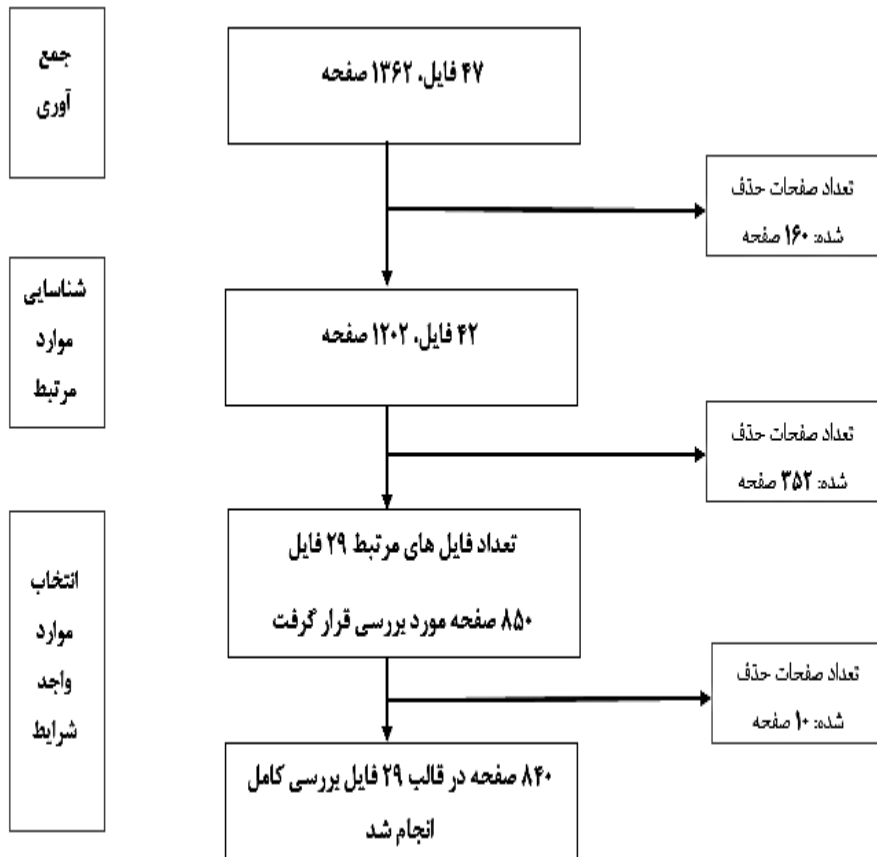 جمع
آوری
۴۷ فایل، ۱۳۶۲ صفحه
تعداد صفحات حذف
شده: ۱۶۰ صفحه
شناسایی
موارد
مرتبط
۴۲ فایل، ۱۲۰۲ صفحه
تعداد صفحات حذف
شده: ۳۵۲ صفحه
انتخاب
موارد
واجد
شرایط
تعداد فایل های مرتبط ۲۹ فایل
۸۵۰ صفحه مورد بررسی قرار گرفت
تعداد صفحات حذف
شده: ۱۰ صفحه
۸۴۰ صفحه در قالب ۲۹ فایل بررسی کامل
انجام شد